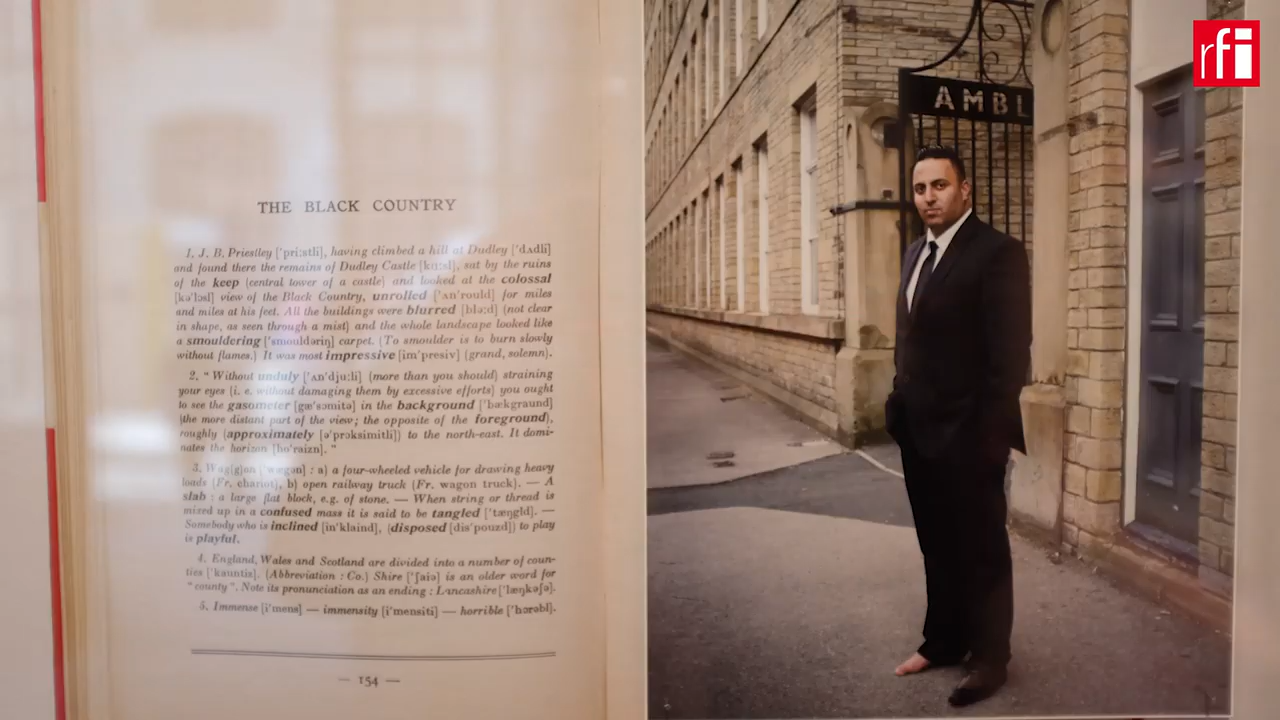 THE BLACK COUNTRY
1. J. B. Priestley ['pri:stli], having climbed a hill at Dudley ['dʌdli]
and found there the remains of Dudley Castle [kɑ:sl], sat by the ruins
of the keep (central tower of a castle) and looked at the colossal
[kə'lɔsl] view of the Black Country, unrolled ['ʌn'rould] for miles
and miles at his feet. All the buildings were blurred [blə:d] (not clear
in shape, as seen through a mist) and the whole landscape looked like
a smouldering ['smouldəriŋ] carpet. (To smoulder is to burn slowly
without flames.) It was most impressive [im'presiv] (grand, solemn).
2. “ Without unduly ['ʌn'dju:li] (more than you should) straining
your eyes (i. e. without damaging them by excessive efforts) you ought
to see the gasometer [gæ'sɔmitə] in the background ['bækgraund]
(the more distant part of the view ; the opposite of the foreground),
roughly (approximately [ə'prɔksimitli]) to the north-east. It domi-
nates the horizon [hə'raizn]. ”
3. Wag(g)on ['wægən] : a) a four-wheeled vehicle for drawing heavy
loads (Fr. chariot), b) open railway truck (Fr. wagon truck). — A
slab : a large flat block, e.g. of stone. — When string or thread is
mixed up in a confused mass it is said to be tangled ['tæŋgld]. —
Somebody who is inclined [in'klaind], (disposed [dis'pouzd]) to play
is playful.
4. England, Wales and Scotland are divided into a number of coun-
ties ['kauntiz]. (Abbreviation : Co.) Shire ['ʃaiə] is an older word for
“ county ”. Note its pronunciation as an ending : Lancashire ['læŋkəʃə].
5. Immense [i'mens] — immensity [i'mensiti] — horrible ['hɔrəbl].
— 154 —
AMBL
rfi